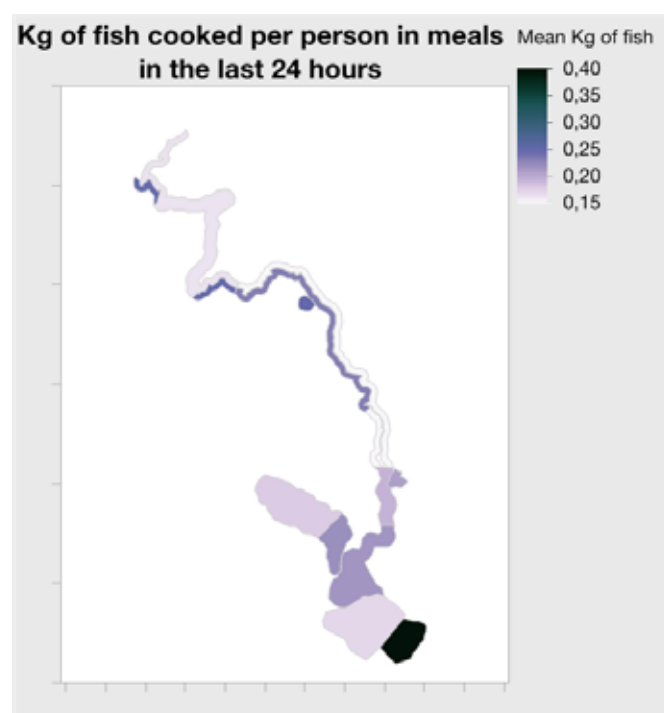 Kg of fish cooked per person in meals
in the last 24 hours
Mean Kg of fish
0,40
0,35
0,30
0,25
0,20
0,15